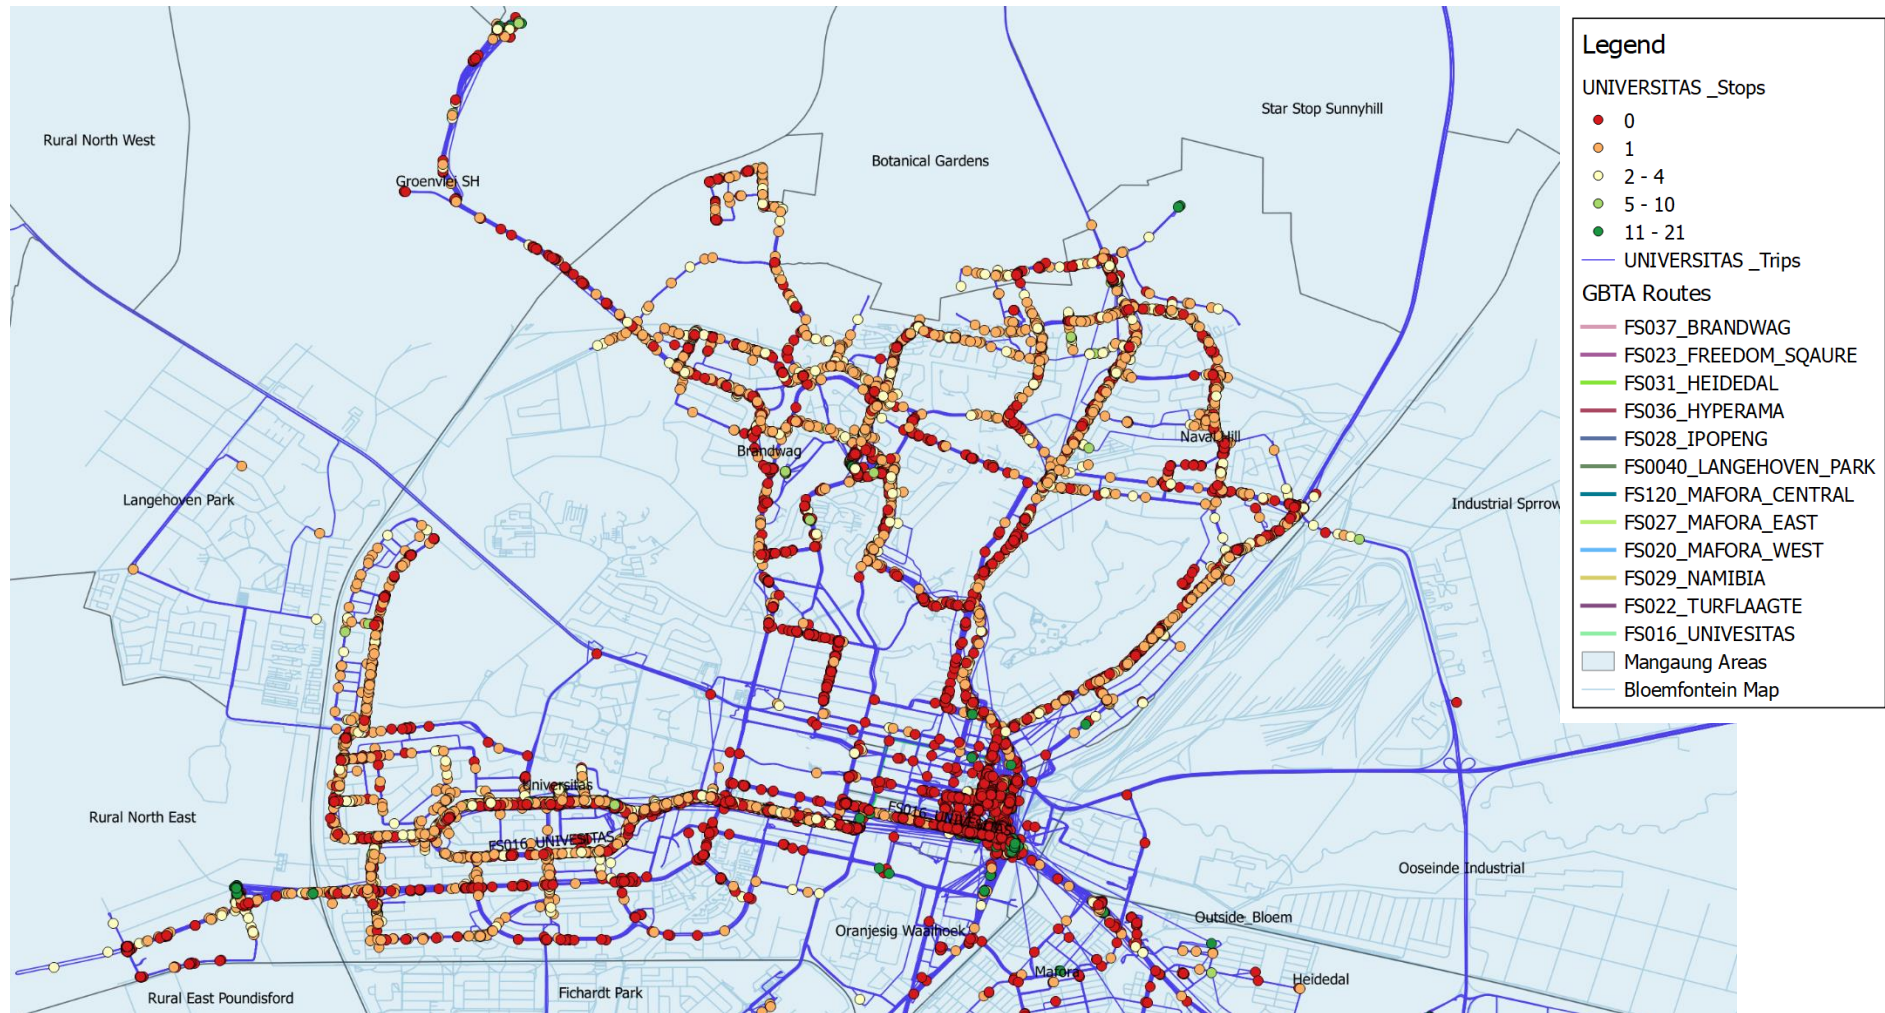 Legend
UNIVERSITAS _Stops
0
1
2 - 4
5 - 10
11 - 21
UNIVERSITAS _Trips
GBTA Routes
FS037_BRANDWAG
FS023_FREEDOM_SQAURE
FS031_HEIDEDAL
FS036_HYPERAMA
FS028_IPOPENG
FS0040_LANGEHOVEN_PARK
FS120_MAFORA_CENTRAL
FS027_MAFORA_EAST
FS020_MAFORA_WEST
FS029_NAMIBIA
FS022_TURFLAAGTE
FS016_UNIVESITAS
Mangaung Areas
Bloemfontein Map
Star Stop Sunnyhill
Rural North West
Botanical Gardens
Groenvlei SH
Naval Hill
Brandwag
Langehoven Park
Industrial Sprrow
Universitas
FS016_UNIVESITAS
Rural North East
FS016_UNIVESITAS
Ooseinde Industrial
Outside_Bloem
Oranjesig Waaihoek
Mafora
Heidedal
Fichardt Park
Rural East Poundisford